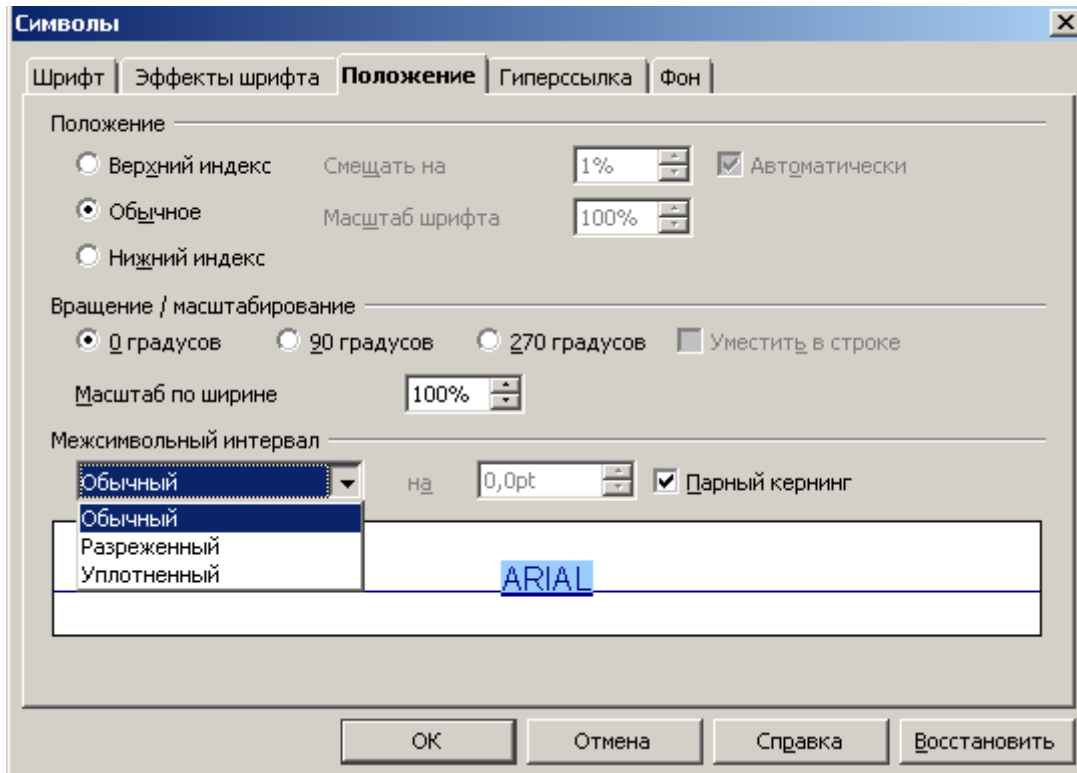 Символы
Шрифт Эффекты шрифта Положение Гиперссылка Фон
Положение
Верхний индекс Смещать на 1% Автоматически
Обычное Масштаб шрифта 100%
Нижний индекс
Вращение / масштабирование
0 градусов 90 градусов 270 градусов Уместить в строке
Масштаб по ширине 100%
Межсимвольный интервал
Обычный на 0,0pt Парный кернинг
Обычный
Разреженный
Уплотненный
ARIAL
OK Отмена Справка Восстановить